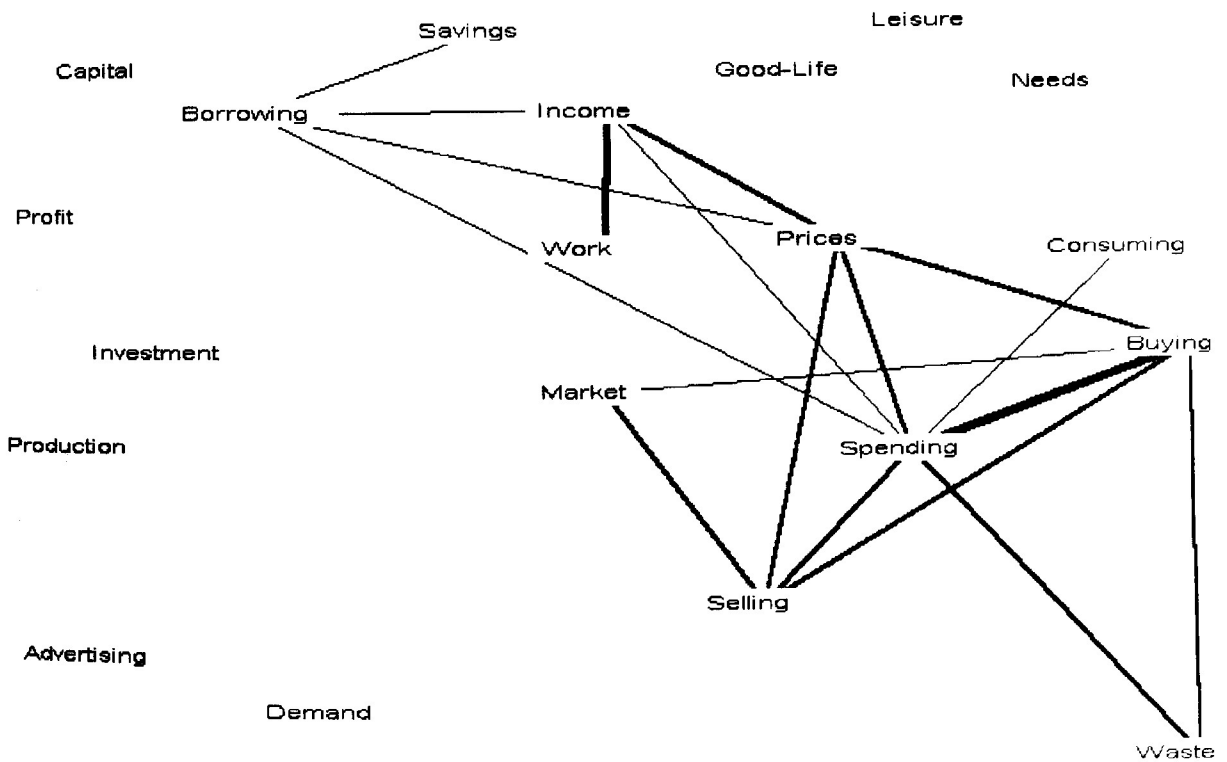 Leisure
Savings
Capital
Good-Life
Needs
Borrowing
Income
Profit
Work
Prices
Consuming
Investment
Buying
Market
Production
Spending
Selling
Advertising
Demand
Waste